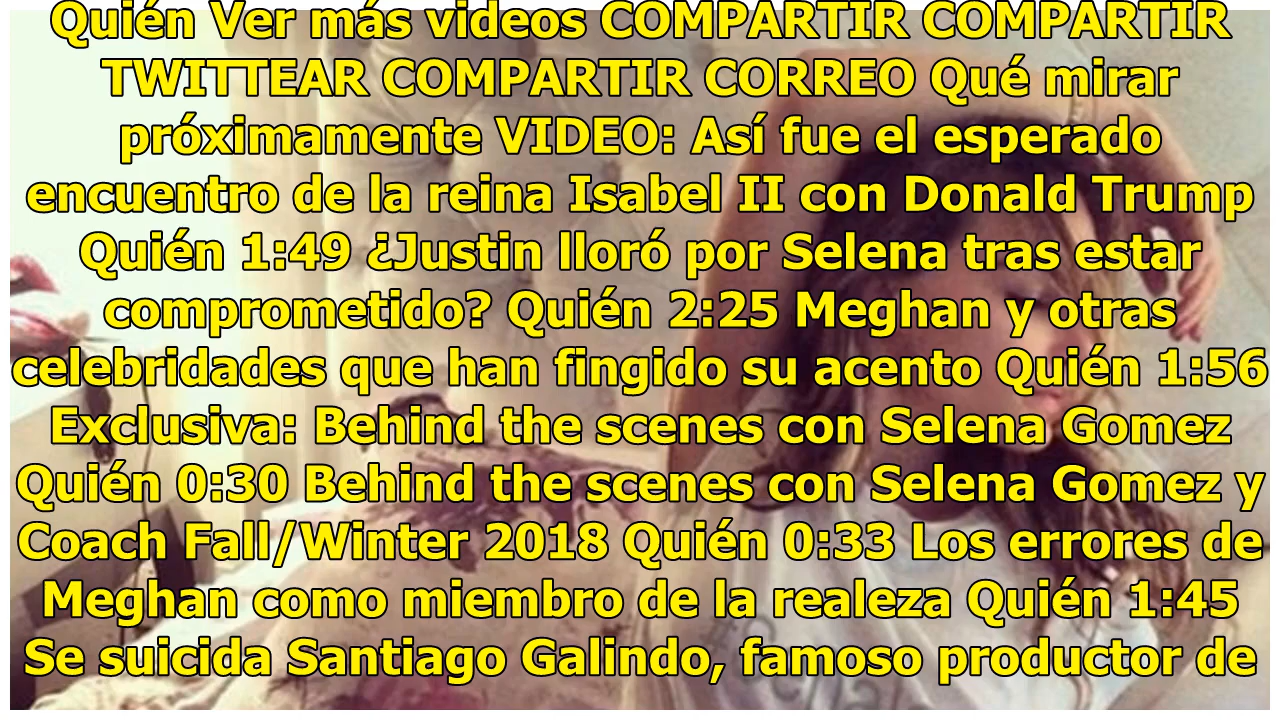 Quién Ver más videos COMPARTIR COMPARTIR
TWITTEAR COMPARTIR CORREO Qué mirar
próximamente VIDEO: Así fue el esperado
encuentro de la reina Isabel II con Donald Trump
Quién 1:49 ¿Justin lloró por Selena tras estar
comprometido? Quién 2:25 Meghan y otras
celebridades que han fingido su acento Quién 1:56
Exclusiva: Behind the scenes con Selena Gomez
Quién 0:30 Behind the scenes con Selena Gomez y
Coach Fall/Winter 2018 Quién 0:33 Los errores de
Meghan como miembro de la realeza Quién 1:45
Se suicida Santiago Galindo, famoso productor de